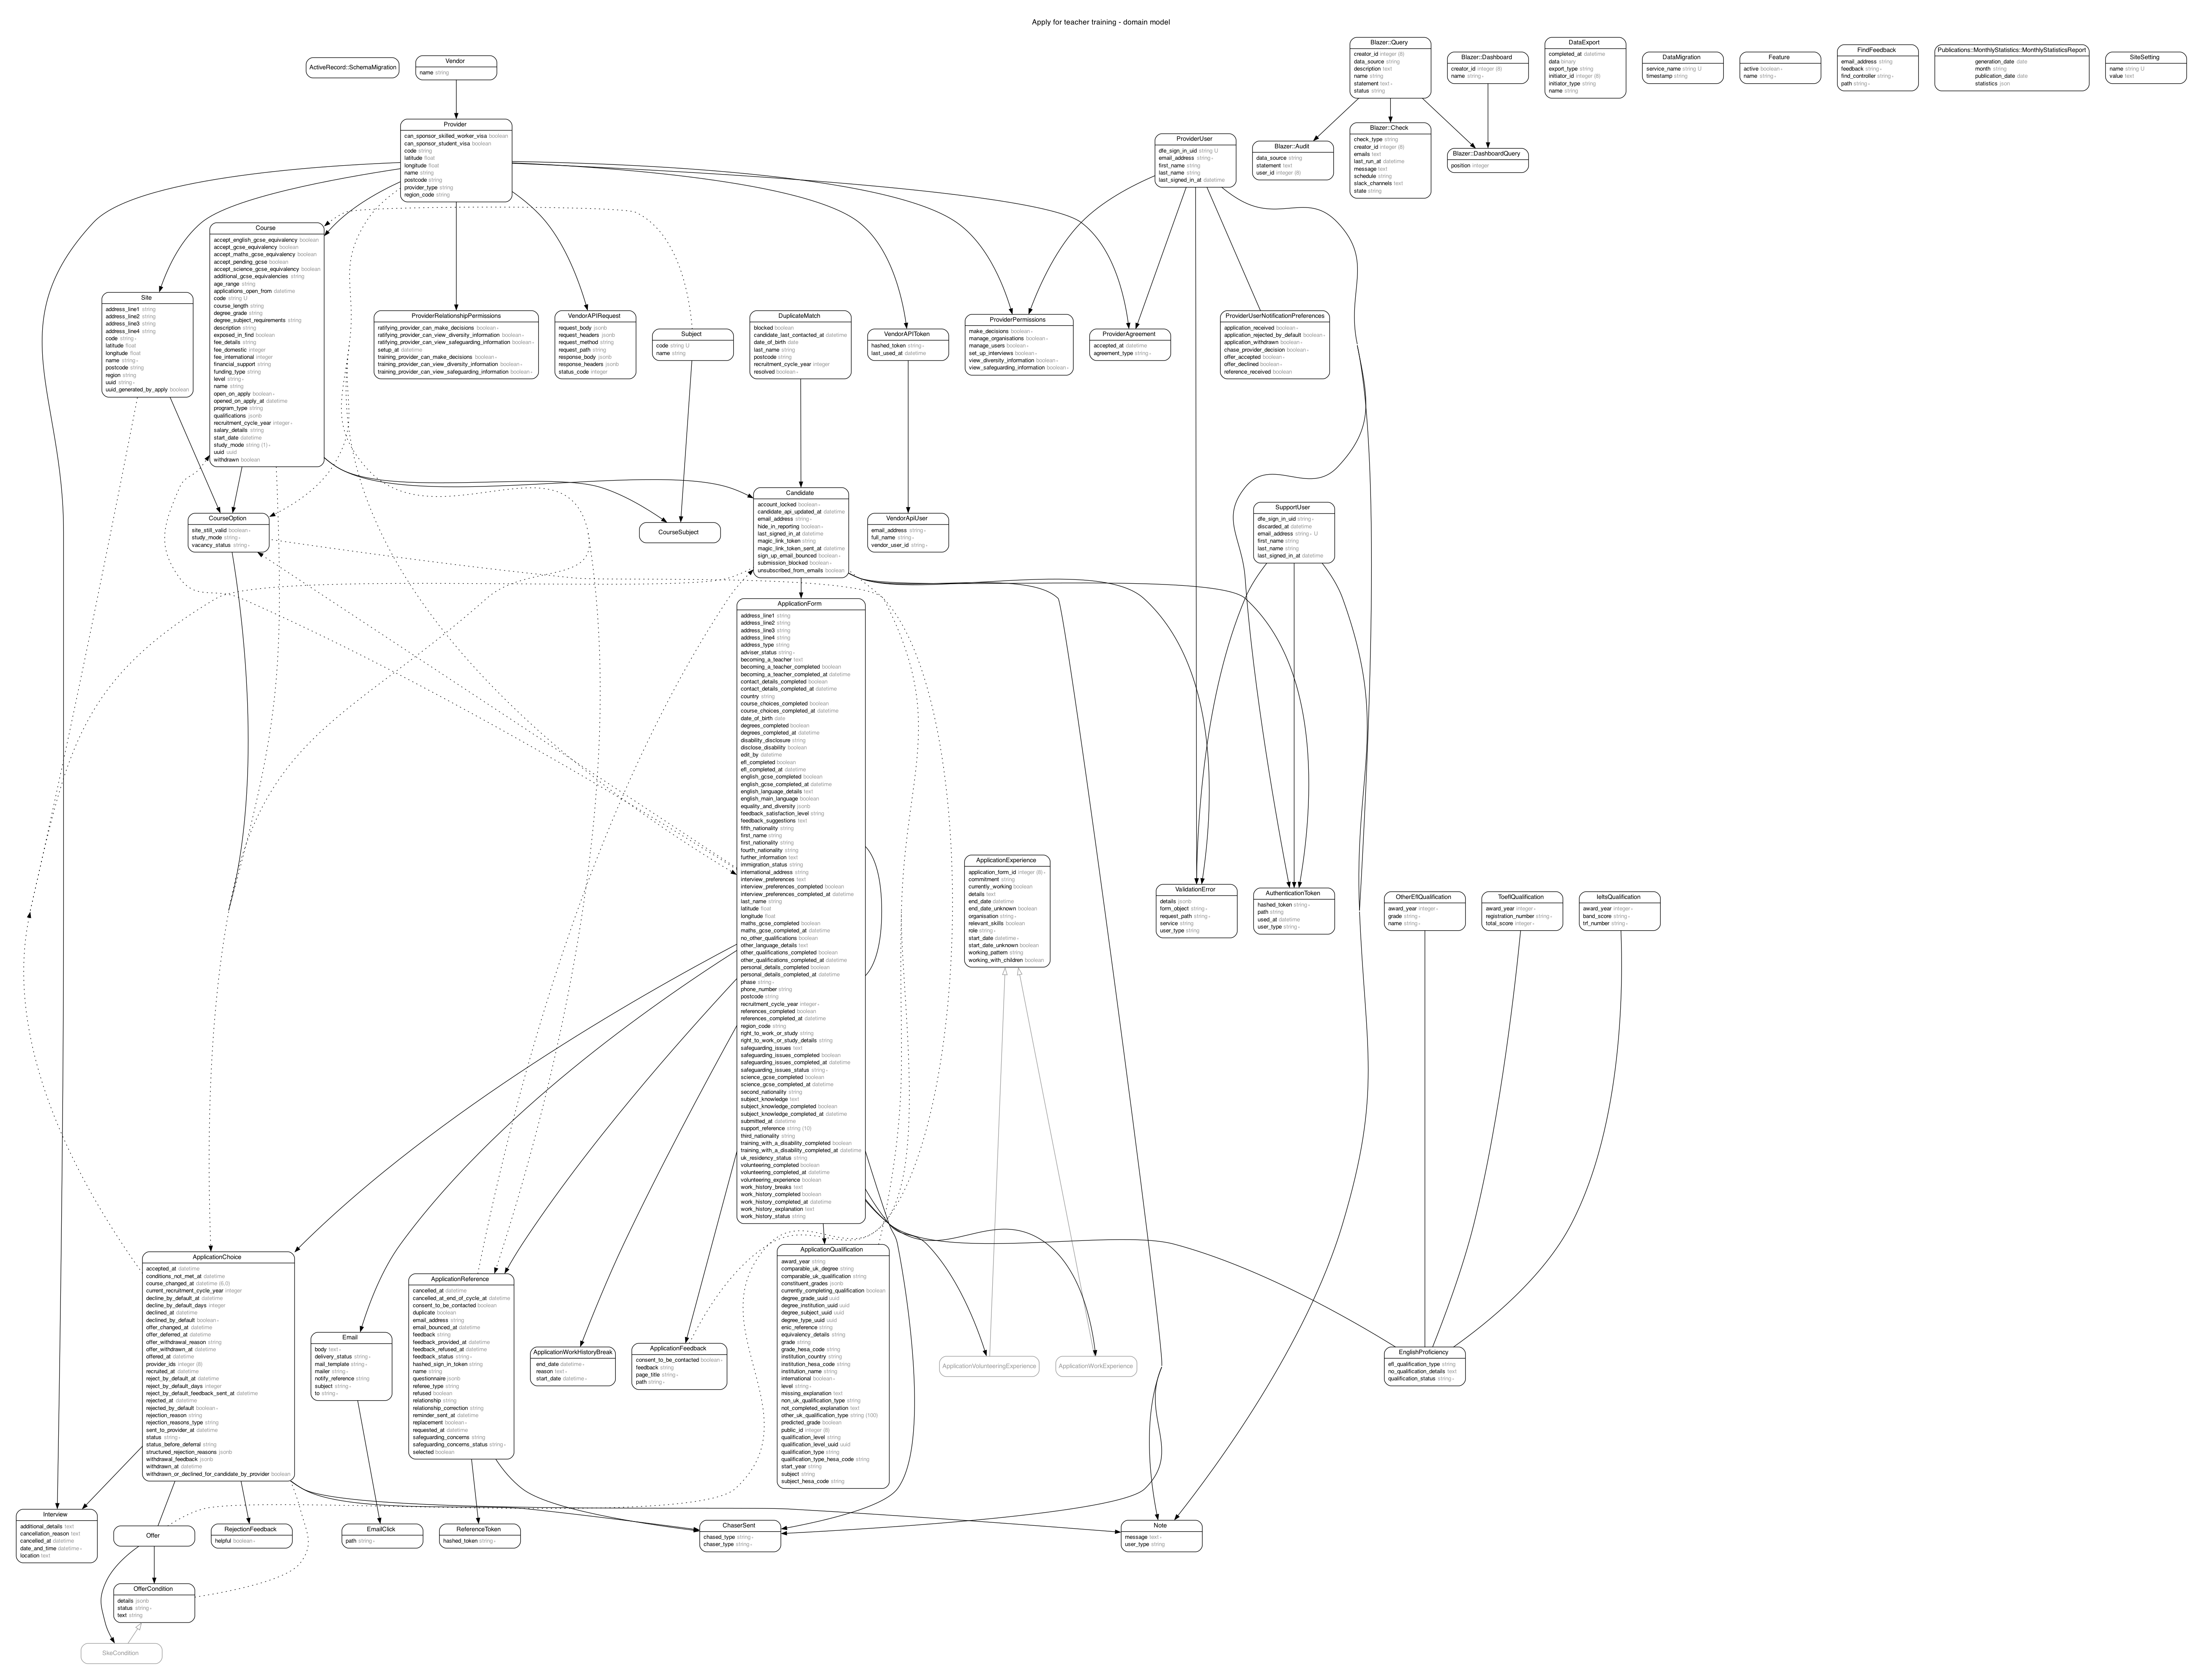 Apply for teacher training - domain model
ActiveRecord::SchemaMigration
Vendor
name string
Blazer::Query
creator_id integer (8)
data_source string
description text
name string
statement text ∗
status string
Blazer::Dashboard
creator_id integer (8)
name string ∗
DataExport
completed_at datetime
data binary
export_type string
initiator_id integer (8)
initiator_type string
name string
DataMigration
service_name string U
timestamp string
Feature
active boolean ∗
name string ∗
FindFeedback
email_address string
feedback string ∗
find_controller string ∗
path string ∗
Publications::MonthlyStatistics::MonthlyStatisticsReport
generation_date date
month string
publication_date date
statistics json
SiteSetting
name string U
value text
Provider
can_sponsor_skilled_worker_visa boolean
can_sponsor_student_visa boolean
code string
latitude float
longitude float
name string
postcode string
provider_type string
region_code string
ProviderUser
dfe_sign_in_uid string U
email_address string ∗
first_name string
last_name string
last_signed_in_at datetime
Blazer::Audit
data_source string
statement text
user_id integer (8)
Blazer::Check
check_type string
creator_id integer (8)
emails text
last_run_at datetime
message text
schedule string
slack_channels text
state string
Blazer::DashboardQuery
position integer
Course
accept_english_gcse_equivalency boolean
accept_gcse_equivalency boolean
accept_maths_gcse_equivalency boolean
accept_pending_gcse boolean
accept_science_gcse_equivalency boolean
additional_gcse_equivalencies string
age_range string
applications_open_from datetime
code string U
course_length string
degree_grade string
degree_subject_requirements string
description string
exposed_in_find boolean
fee_details string
fee_domestic integer
fee_international integer
financial_support string
funding_type string
level string ∗
name string
open_on_apply boolean ∗
opened_on_apply_at datetime
program_type string
qualifications jsonb
recruitment_cycle_year integer ∗
salary_details string
start_date datetime
study_mode string (1) ∗
uuid uuid
withdrawn boolean
Site
address_line1 string
address_line2 string
address_line3 string
address_line4 string
code string ∗
latitude float
longitude float
name string ∗
postcode string
region string
uuid string ∗
uuid_generated_by_apply boolean
ProviderRelationshipPermissions
ratifying_provider_can_make_decisions boolean ∗
ratifying_provider_can_view_diversity_information boolean ∗
ratifying_provider_can_view_safeguarding_information boolean ∗
setup_at datetime
training_provider_can_make_decisions boolean ∗
training_provider_can_view_diversity_information boolean ∗
training_provider_can_view_safeguarding_information boolean ∗
VendorAPIRequest
request_body jsonb
request_headers jsonb
request_method string
request_path string
response_body jsonb
response_headers jsonb
status_code integer
Subject
code string U
name string
DuplicateMatch
blocked boolean
candidate_last_contacted_at datetime
date_of_birth date
last_name string
postcode string
recruitment_cycle_year integer
resolved boolean ∗
VendorAPIToken
hashed_token string ∗
last_used_at datetime
ProviderPermissions
make_decisions boolean ∗
manage_organisations boolean ∗
manage_users boolean ∗
set_up_interviews boolean ∗
view_diversity_information boolean ∗
view_safeguarding_information boolean ∗
ProviderAgreement
accepted_at datetime
agreement_type string ∗
ProviderUserNotificationPreferences
application_received boolean ∗
application_rejected_by_default boolean ∗
application_withdrawn boolean ∗
chase_provider_decision boolean ∗
offer_accepted boolean ∗
offer_declined boolean ∗
reference_received boolean
CourseOption
site_still_valid boolean ∗
study_mode string ∗
vacancy_status string ∗
CourseSubject
Candidate
account_locked boolean ∗
candidate_api_updated_at datetime
email_address string ∗
hide_in_reporting boolean ∗
last_signed_in_at datetime
magic_link_token string
magic_link_token_sent_at datetime
sign_up_email_bounced boolean ∗
submission_blocked boolean ∗
unsubscribed_from_emails boolean
VendorApiUser
email_address string ∗
full_name string ∗
vendor_user_id string ∗
SupportUser
dfe_sign_in_uid string ∗
discarded_at datetime
email_address string ∗ U
first_name string
last_name string
last_signed_in_at datetime
ApplicationForm
address_line1 string
address_line2 string
address_line3 string
address_line4 string
address_type string
adviser_status string ∗
becoming_a_teacher text
becoming_a_teacher_completed boolean
becoming_a_teacher_completed_at datetime
contact_details_completed boolean
contact_details_completed_at datetime
country string
course_choices_completed boolean
course_choices_completed_at datetime
date_of_birth date
degrees_completed boolean
degrees_completed_at datetime
disability_disclosure string
disclose_disability boolean
edit_by datetime
efl_completed boolean
efl_completed_at datetime
english_gcse_completed boolean
english_gcse_completed_at datetime
english_language_details text
english_main_language boolean
equality_and_diversity jsonb
feedback_satisfaction_level string
feedback_suggestions text
fifth_nationality string
first_name string
first_nationality string
fourth_nationality string
further_information text
immigration_status string
international_address string
interview_preferences text
interview_preferences_completed boolean
interview_preferences_completed_at datetime
last_name string
latitude float
longitude float
maths_gcse_completed boolean
maths_gcse_completed_at datetime
no_other_qualifications boolean
other_language_details text
other_qualifications_completed boolean
other_qualifications_completed_at datetime
personal_details_completed boolean
personal_details_completed_at datetime
phase string ∗
phone_number string
postcode string
recruitment_cycle_year integer ∗
references_completed boolean
references_completed_at datetime
region_code string
right_to_work_or_study string
right_to_work_or_study_details string
safeguarding_issues text
safeguarding_issues_completed boolean
safeguarding_issues_completed_at datetime
safeguarding_issues_status string ∗
science_gcse_completed boolean
science_gcse_completed_at datetime
second_nationality string
subject_knowledge text
subject_knowledge_completed boolean
subject_knowledge_completed_at datetime
submitted_at datetime
support_reference string (10)
third_nationality string
training_with_a_disability_completed boolean
training_with_a_disability_completed_at datetime
uk_residency_status string
volunteering_completed boolean
volunteering_completed_at datetime
volunteering_experience boolean
work_history_breaks text
work_history_completed boolean
work_history_completed_at datetime
work_history_explanation text
work_history_status string
ApplicationExperience
application_form_id integer (8) ∗
commitment string
currently_working boolean
details text
end_date datetime
end_date_unknown boolean
organisation string ∗
relevant_skills boolean
role string ∗
start_date datetime ∗
start_date_unknown boolean
working_pattern string
working_with_children boolean
ValidationError
details jsonb
form_object string ∗
request_path string ∗
service string
user_type string
AuthenticationToken
hashed_token string ∗
path string
used_at datetime
user_type string ∗
OtherEflQualification
award_year integer ∗
grade string ∗
name string ∗
ToeflQualification
award_year integer ∗
registration_number string ∗
total_score integer ∗
IeltsQualification
award_year integer ∗
band_score string ∗
trf_number string ∗
ApplicationChoice
accepted_at datetime
conditions_not_met_at datetime
course_changed_at datetime (6.0)
current_recruitment_cycle_year integer
decline_by_default_at datetime
decline_by_default_days integer
declined_at datetime
declined_by_default boolean ∗
offer_changed_at datetime
offer_deferred_at datetime
offer_withdrawal_reason string
offer_withdrawn_at datetime
offered_at datetime
provider_ids integer (8)
recruited_at datetime
reject_by_default_at datetime
reject_by_default_days integer
reject_by_default_feedback_sent_at datetime
rejected_at datetime
rejected_by_default boolean ∗
rejection_reason string
rejection_reasons_type string
sent_to_provider_at datetime
status string ∗
status_before_deferral string
structured_rejection_reasons jsonb
withdrawal_feedback jsonb
withdrawn_at datetime
withdrawn_or_declined_for_candidate_by_provider boolean
Email
body text ∗
delivery_status string ∗
mail_template string ∗
mailer string ∗
notify_reference string
subject string ∗
to string ∗
ApplicationReference
cancelled_at datetime
cancelled_at_end_of_cycle_at datetime
consent_to_be_contacted boolean
duplicate boolean
email_address string
email_bounced_at datetime
feedback string
feedback_provided_at datetime
feedback_refused_at datetime
feedback_status string ∗
hashed_sign_in_token string
name string
questionnaire jsonb
referee_type string
refused boolean
relationship string
relationship_correction string
reminder_sent_at datetime
replacement boolean ∗
requested_at datetime
safeguarding_concerns string
safeguarding_concerns_status string ∗
selected boolean
ApplicationWorkHistoryBreak
end_date datetime ∗
reason text ∗
start_date datetime ∗
ApplicationFeedback
consent_to_be_contacted boolean ∗
feedback string
page_title string ∗
path string ∗
ApplicationQualification
award_year string
comparable_uk_degree string
comparable_uk_qualification string
constituent_grades jsonb
currently_completing_qualification boolean
degree_grade_uuid uuid
degree_institution_uuid uuid
degree_subject_uuid uuid
degree_type_uuid uuid
enic_reference string
equivalency_details string
grade string
grade_hesa_code string
institution_country string
institution_hesa_code string
institution_name string
international boolean ∗
level string ∗
missing_explanation text
non_uk_qualification_type string
not_completed_explanation text
other_uk_qualification_type string (100)
predicted_grade boolean
public_id integer (8)
qualification_level string
qualification_level_uuid uuid
qualification_type string
qualification_type_hesa_code string
start_year string
subject string
subject_hesa_code string
ApplicationVolunteeringExperience
ApplicationWorkExperience
EnglishProficiency
efl_qualification_type string
no_qualification_details text
qualification_status string ∗
Interview
additional_details text
cancellation_reason text
cancelled_at datetime
date_and_time datetime ∗
location text
Offer
RejectionFeedback
helpful boolean ∗
EmailClick
path string ∗
ReferenceToken
hashed_token string ∗
ChaserSent
chased_type string ∗
chaser_type string ∗
Note
message text ∗
user_type string
OfferCondition
details jsonb
status string ∗
text string
SkeCondition